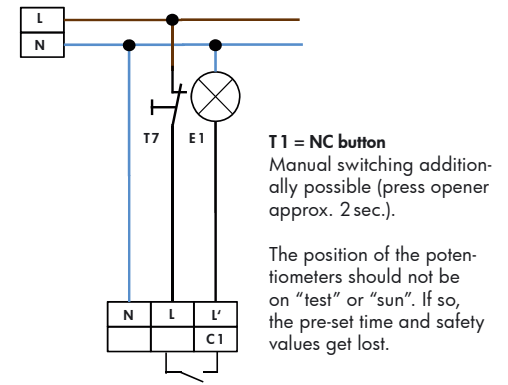 L
N
T7 E1
T1 = NC button
Manual switching addition-
ally possible (press opener
approx. 2 sec.).
The position of the poten-
tiometers should not be
on “test” or “sun”. If so,
the pre-set time and safety
values get lost.
N L L‘
C1